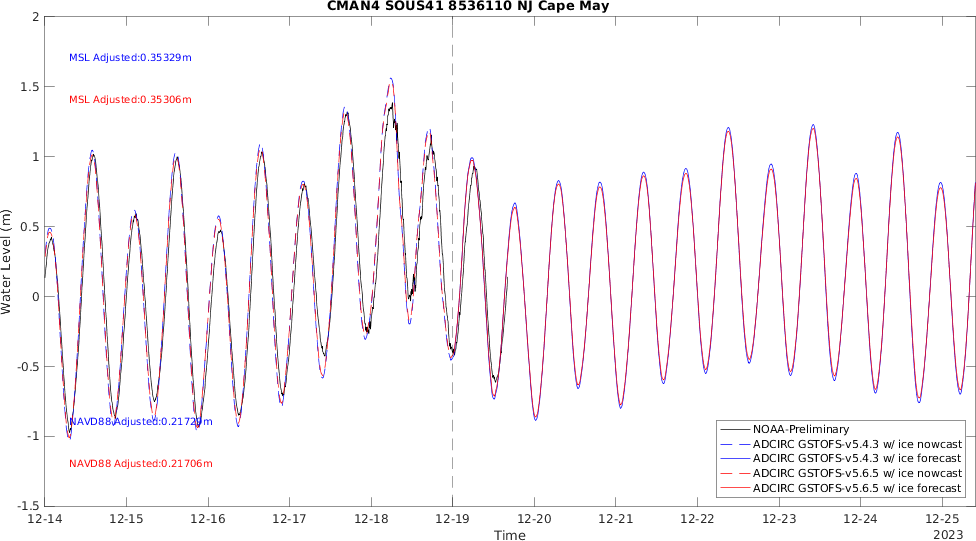 CMAN4 SOUS41 8536110 NJ Cape May
2
1.5
1
0.5
0
-0.5
-1
-1.5
Water Level (m)
MSL Adjusted:0.35329m
MSL Adjusted:0.35306m
NAVD88 Adjusted:0.21729m
NAVD88 Adjusted:0.21706m
NOAA-Preliminary
ADCIRC GSTOFS-v5.4.3 w/ ice nowcast
ADCIRC GSTOFS-v5.4.3 w/ ice forecast
ADCIRC GSTOFS-v5.6.5 w/ ice nowcast
ADCIRC GSTOFS-v5.6.5 w/ ice forecast
12-14 12-15 12-16 12-17 12-18 12-19 12-20 12-21 12-22 12-23 12-24 12-25
Time
2023